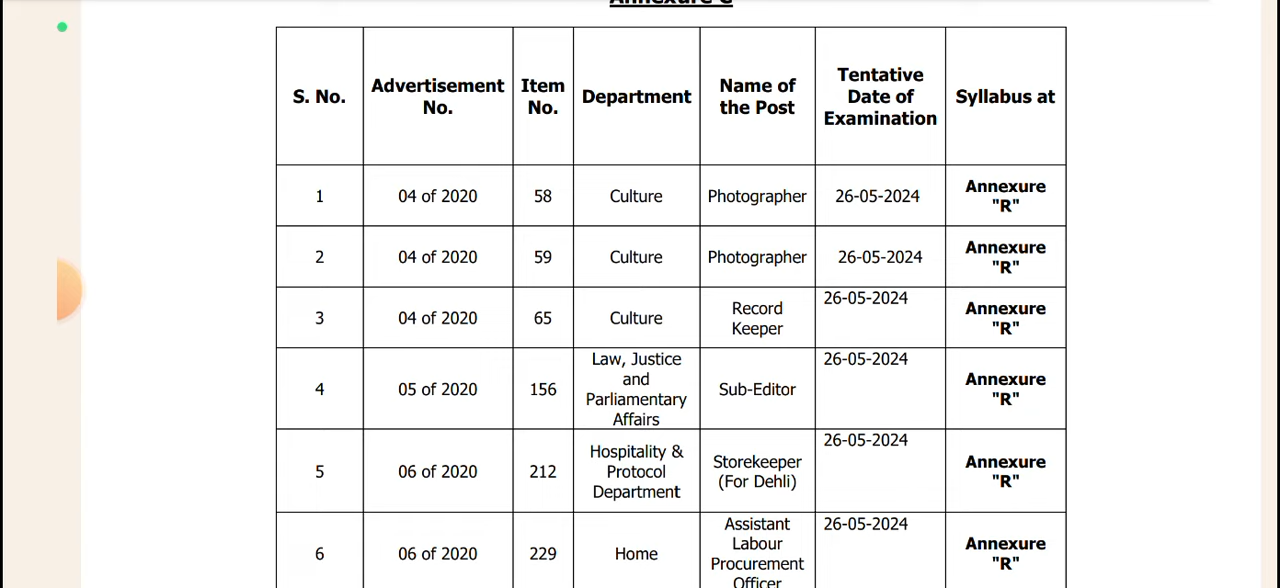 Annexure C
S. No.
Advertisement
No.
Item
No.
Department
Name of
the Post
Tentative
Date of
Examination
Syllabus at
1
04 of 2020
58
Culture
Photographer
26-05-2024
Annexure
"R"
2
04 of 2020
59
Culture
Photographer
26-05-2024
Annexure
"R"
3
04 of 2020
65
Culture
Record
Keeper
26-05-2024
Annexure
"R"
4
05 of 2020
156
Law, Justice
and
Parliamentary
Affairs
Sub-Editor
26-05-2024
Annexure
"R"
5
06 of 2020
212
Hospitality &
Protocol
Department
Storekeeper
(For Dehli)
26-05-2024
Annexure
"R"
6
06 of 2020
229
Home
Assistant
Labour
Procurement
Officer
26-05-2024
Annexure
"R"